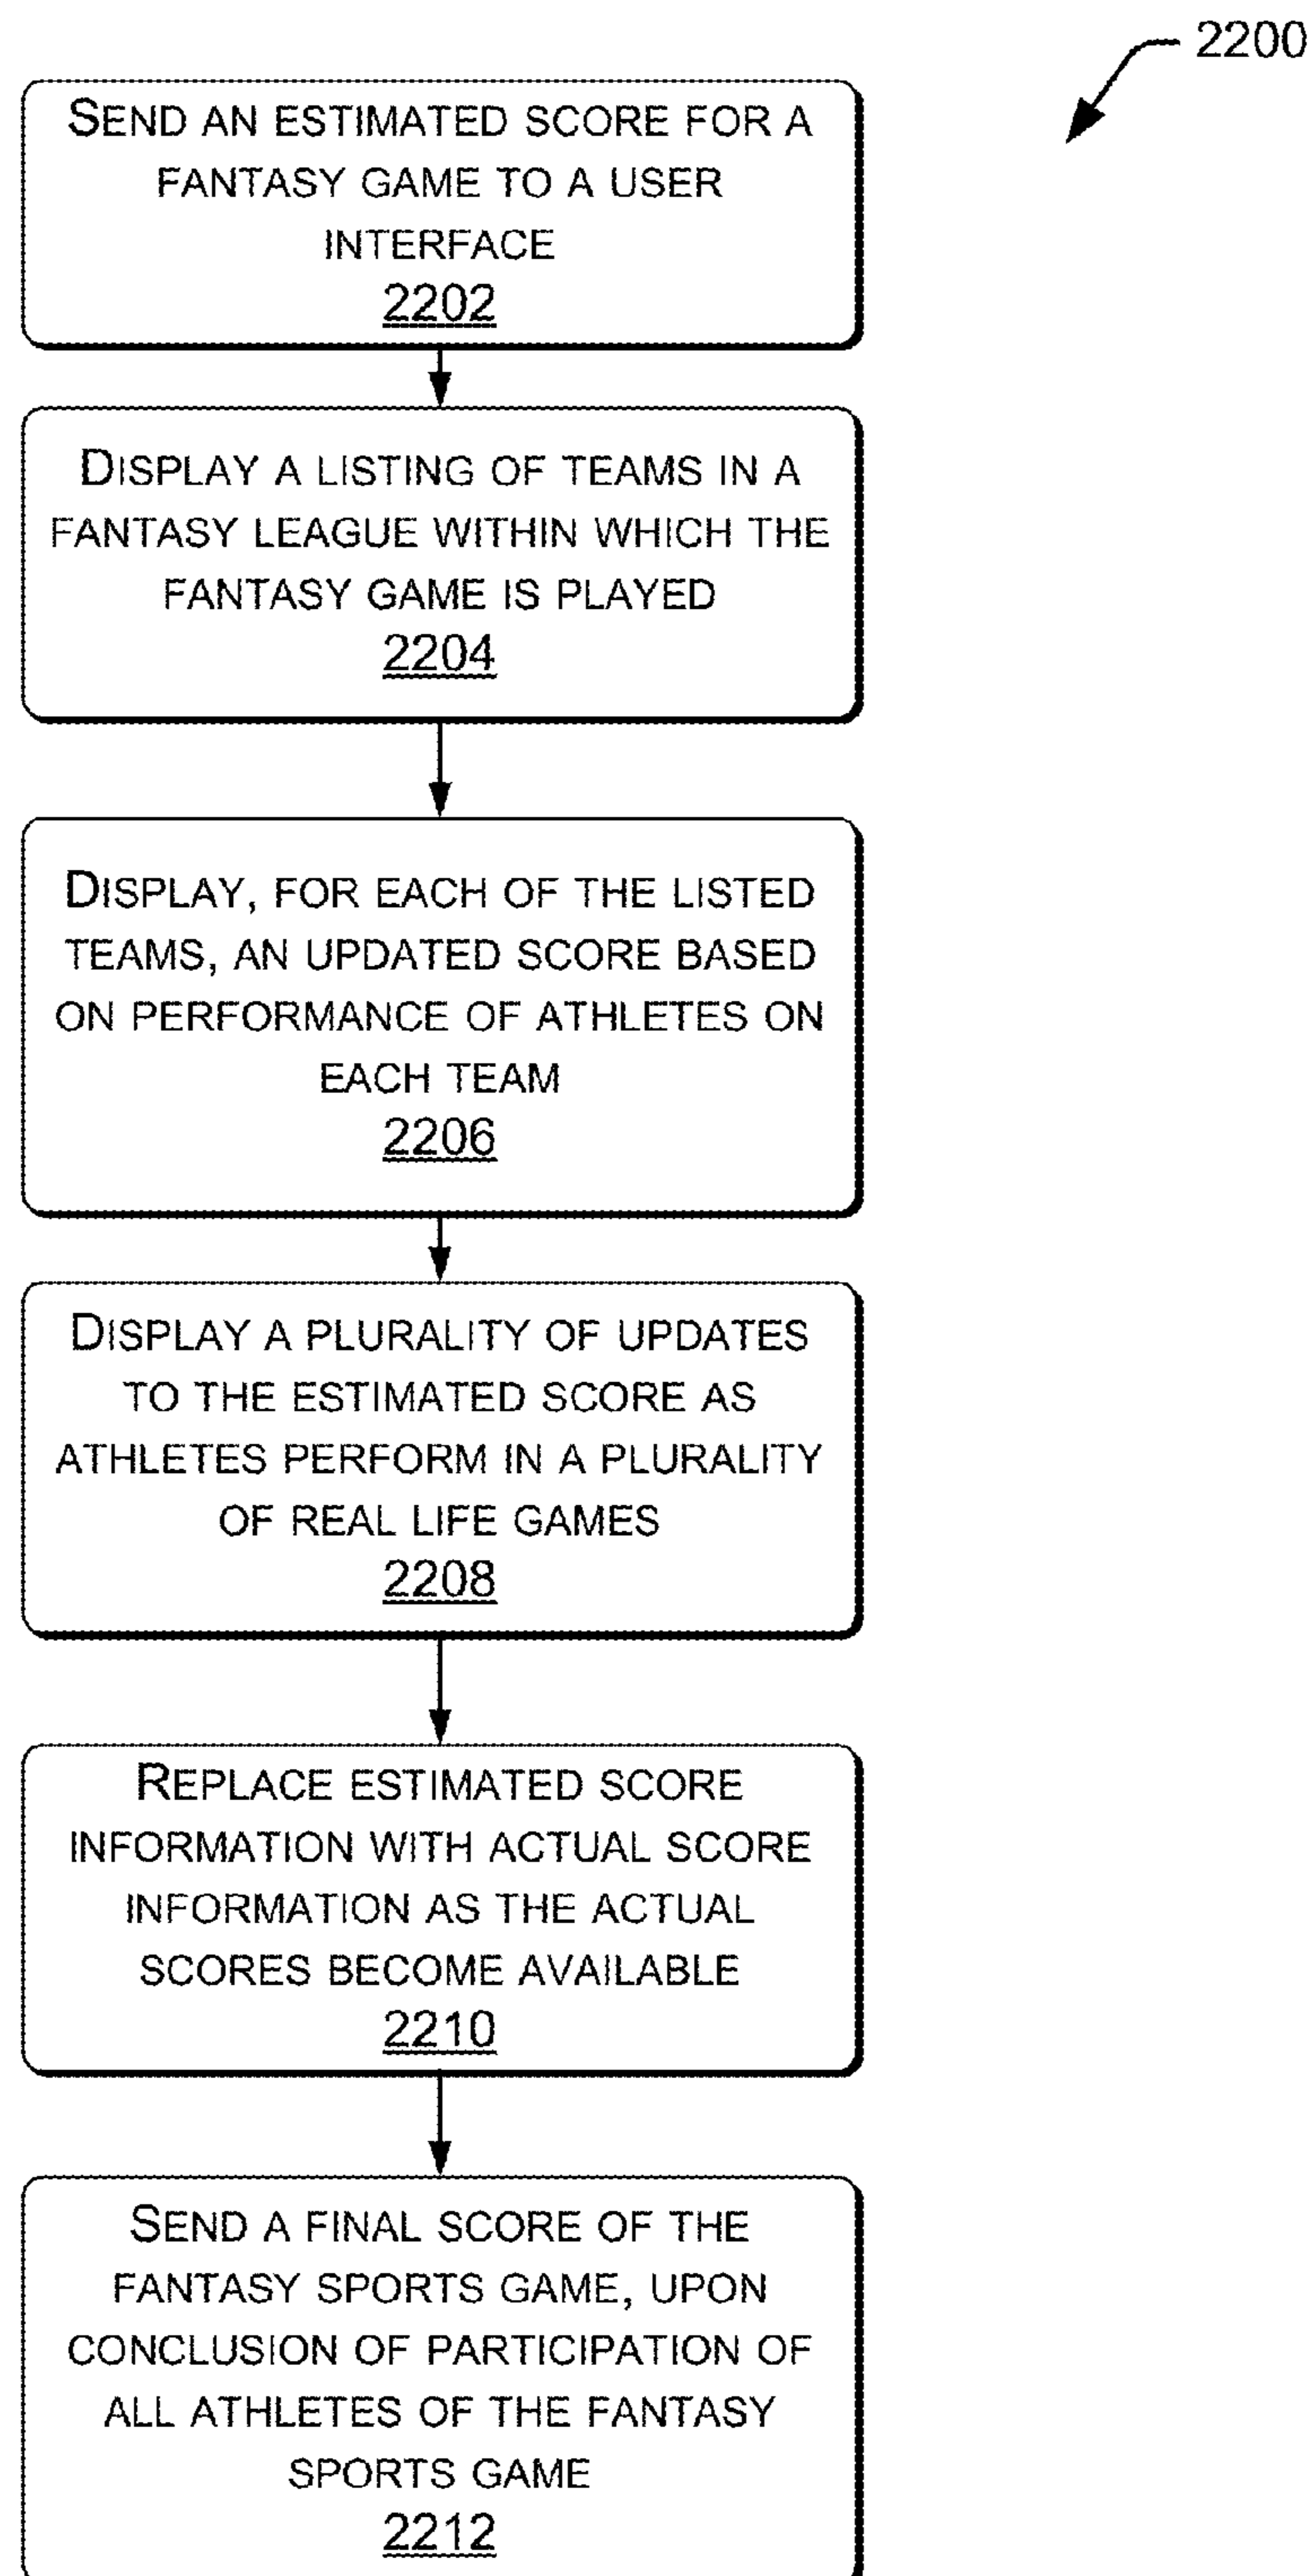 2200
SEND AN ESTIMATED SCORE FOR A
FANTASY GAME TO A USER
INTERFACE
2202
DISPLAY A LISTING OF TEAMS IN A
FANTASY LEAGUE WITHIN WHICH THE
FANTASY GAME IS PLAYED
2204
DISPLAY, FOR EACH OF THE LISTED
TEAMS, AN UPDATED SCORE BASED
ON PERFORMANCE OF ATHLETES ON
EACH TEAM
2206
DISPLAY A PLURALITY OF UPDATES
TO THE ESTIMATED SCORE AS
ATHLETES PERFORM IN A PLURALITY
OF REAL LIFE GAMES
2208
REPLACE ESTIMATED SCORE
INFORMATION WITH ACTUAL SCORE
INFORMATION AS THE ACTUAL
SCORES BECOME AVAILABLE
2210
SEND A FINAL SCORE OF THE
FANTASY SPORTS GAME, UPON
CONCLUSION OF PARTICIPATION OF
ALL ATHLETES OF THE FANTASY
SPORTS GAME
2212